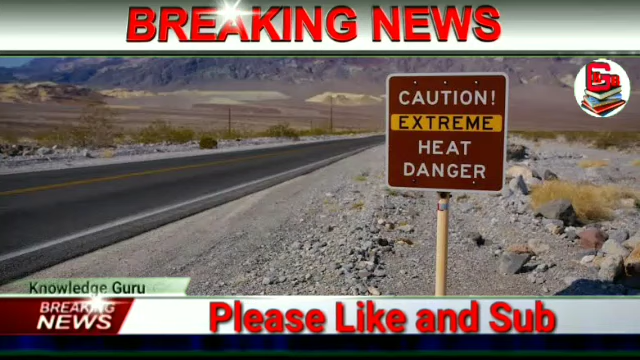 BREAKING NEWS
CAUTION!
EXTREME
HEAT
DANGER
Knowledge Guru
BREAKING
NEWS
Please Like and Sub